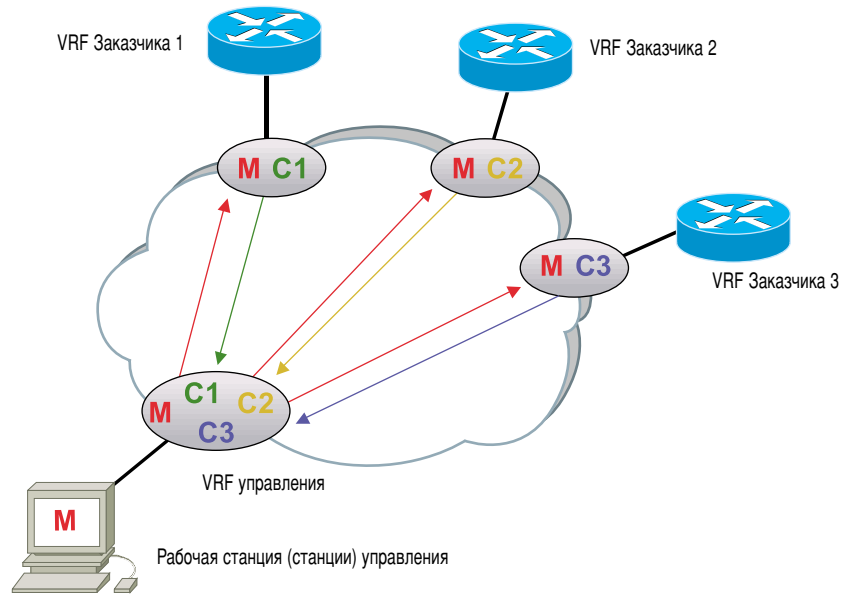 VRF Заказчика 1
VRF Заказчика 2
M C1
M C2
M C3
VRF Заказчика 3
C1
M
C2
C3
VRF управления
M
Рабочая станция (станции) управления